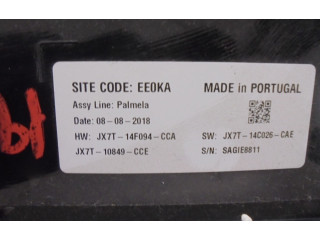 SITE CODE: EE0KA
MADE in PORTUGAL
Assy Line: Palmela
Date: 08-08-2018
HW: JX7T-14F094-CCA
SW: JX7T-14C026-CAE
JX7T-10849-CCE
S/N: SAGIE8811